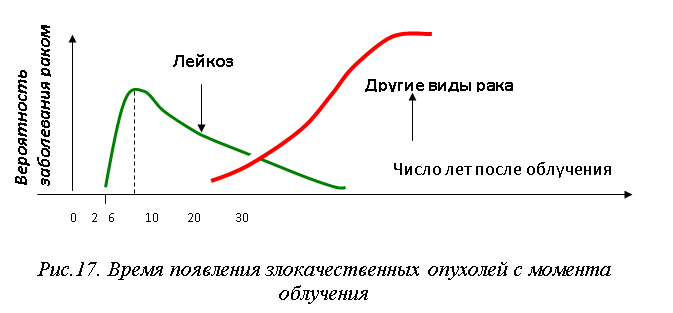 Вероятность
заболевания раком
Лейкоз
Другие виды рака
Число лет после облучения
0 2 6 10 20 30
Рис.17. Время появления злокачественных опухолей с момента
облучения